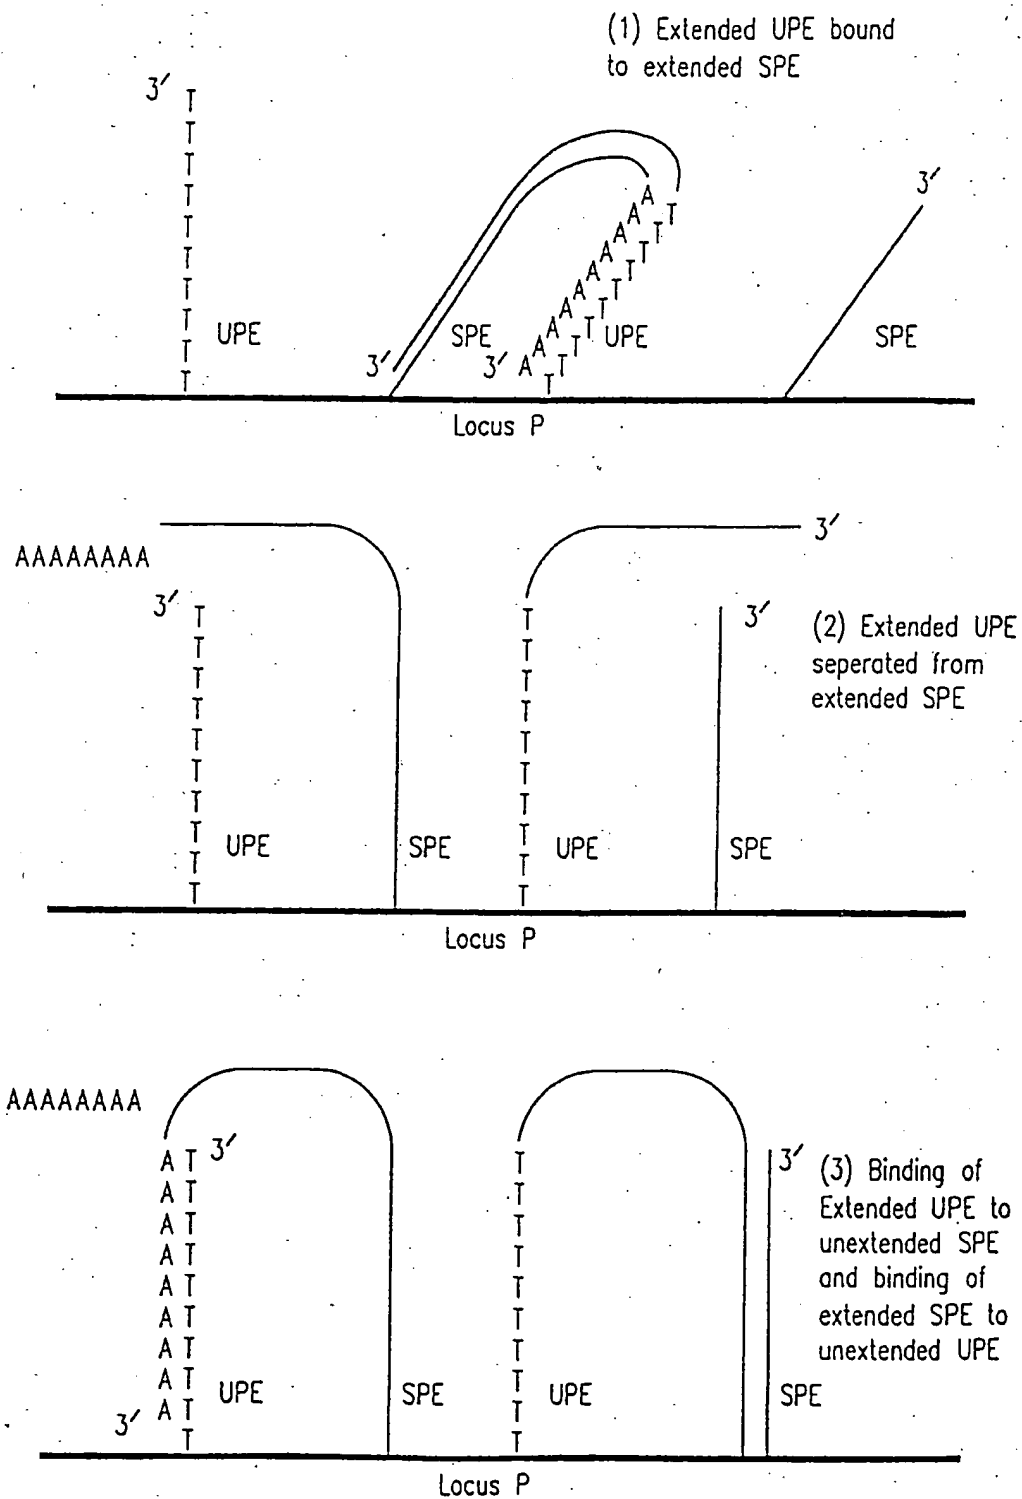 (1) Extended UPE bound
to extended SPE
3′
T
T
T
T
T
T
T
T
T
T
UPE
3′
SPE
3′
A
A
A
A
A
A
A
A
A
A
T
T
T
T
T
T
T
T
T
T
UPE
3′
SPE
Locus P
AAAAAAAA
3′
T
T
T
T
T
T
T
T
T
T
UPE
SPE
3′
T
T
T
T
T
T
T
T
T
T
UPE
3′
SPE
(2) Extended UPE
seperated from
extended SPE
Locus P
AAAAAAAA
3′
A T
A T
A T
A T
A T
A T
A T
A T
A T
T
3′
UPE
SPE
T
T
T
T
T
T
T
T
T
T
UPE
3′
SPE
(3) Binding of
Extended UPE to
unextended SPE
and binding of
extended SPE to
unextended UPE
Locus P